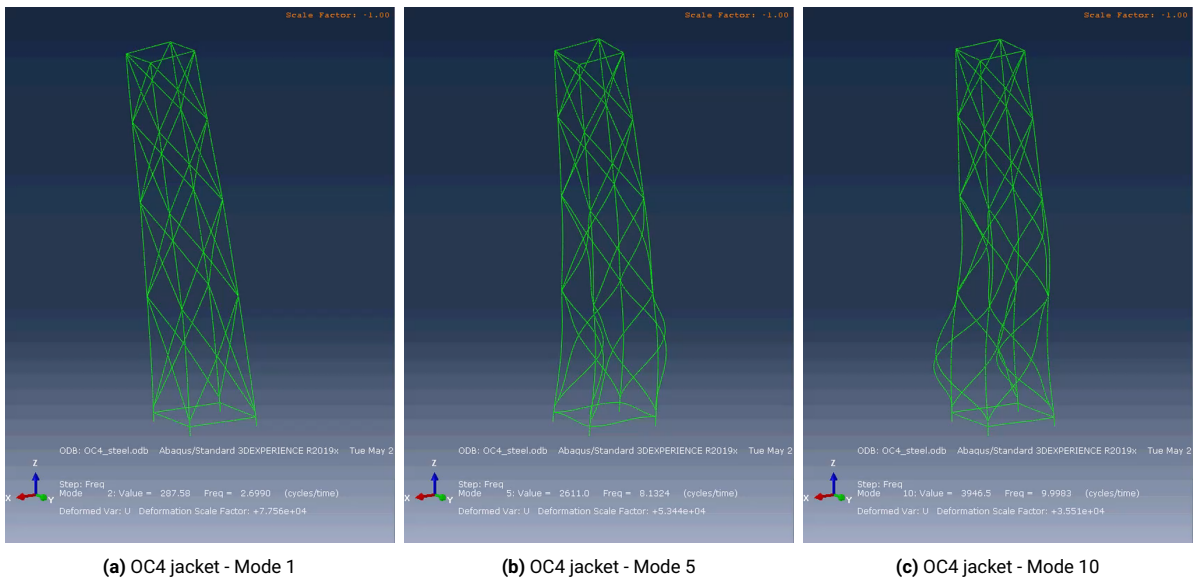 Scale Factor: -1.00
Z
X
Y
ODB: OC4_steel.odb Abaqus/Standard 3DEXPERIENCE R2019x Tue May 2
Step: Freq
Mode 2: Value = 287.58 Freq = 2.6990 (cycles/time)
Deformed Var: U Deformation Scale Factor: +7.756e+04
(a) OC4 jacket - Mode 1
Scale Factor: -1.00
Z
X
Y
ODB: OC4_steel.odb Abaqus/Standard 3DEXPERIENCE R2019x Tue May 2
Step: Freq
Mode 5: Value = 2611.0 Freq = 8.1324 (cycles/time)
Deformed Var: U Deformation Scale Factor: +5.344e+04
(b) OC4 jacket - Mode 5
Scale Factor: -1.00
Z
X
Y
ODB: OC4_steel.odb Abaqus/Standard 3DEXPERIENCE R2019x Tue May 2
Step: Freq
Mode 10: Value = 3946.5 Freq = 9.9983 (cycles/time)
Deformed Var: U Deformation Scale Factor: +3.551e+04
(c) OC4 jacket - Mode 10